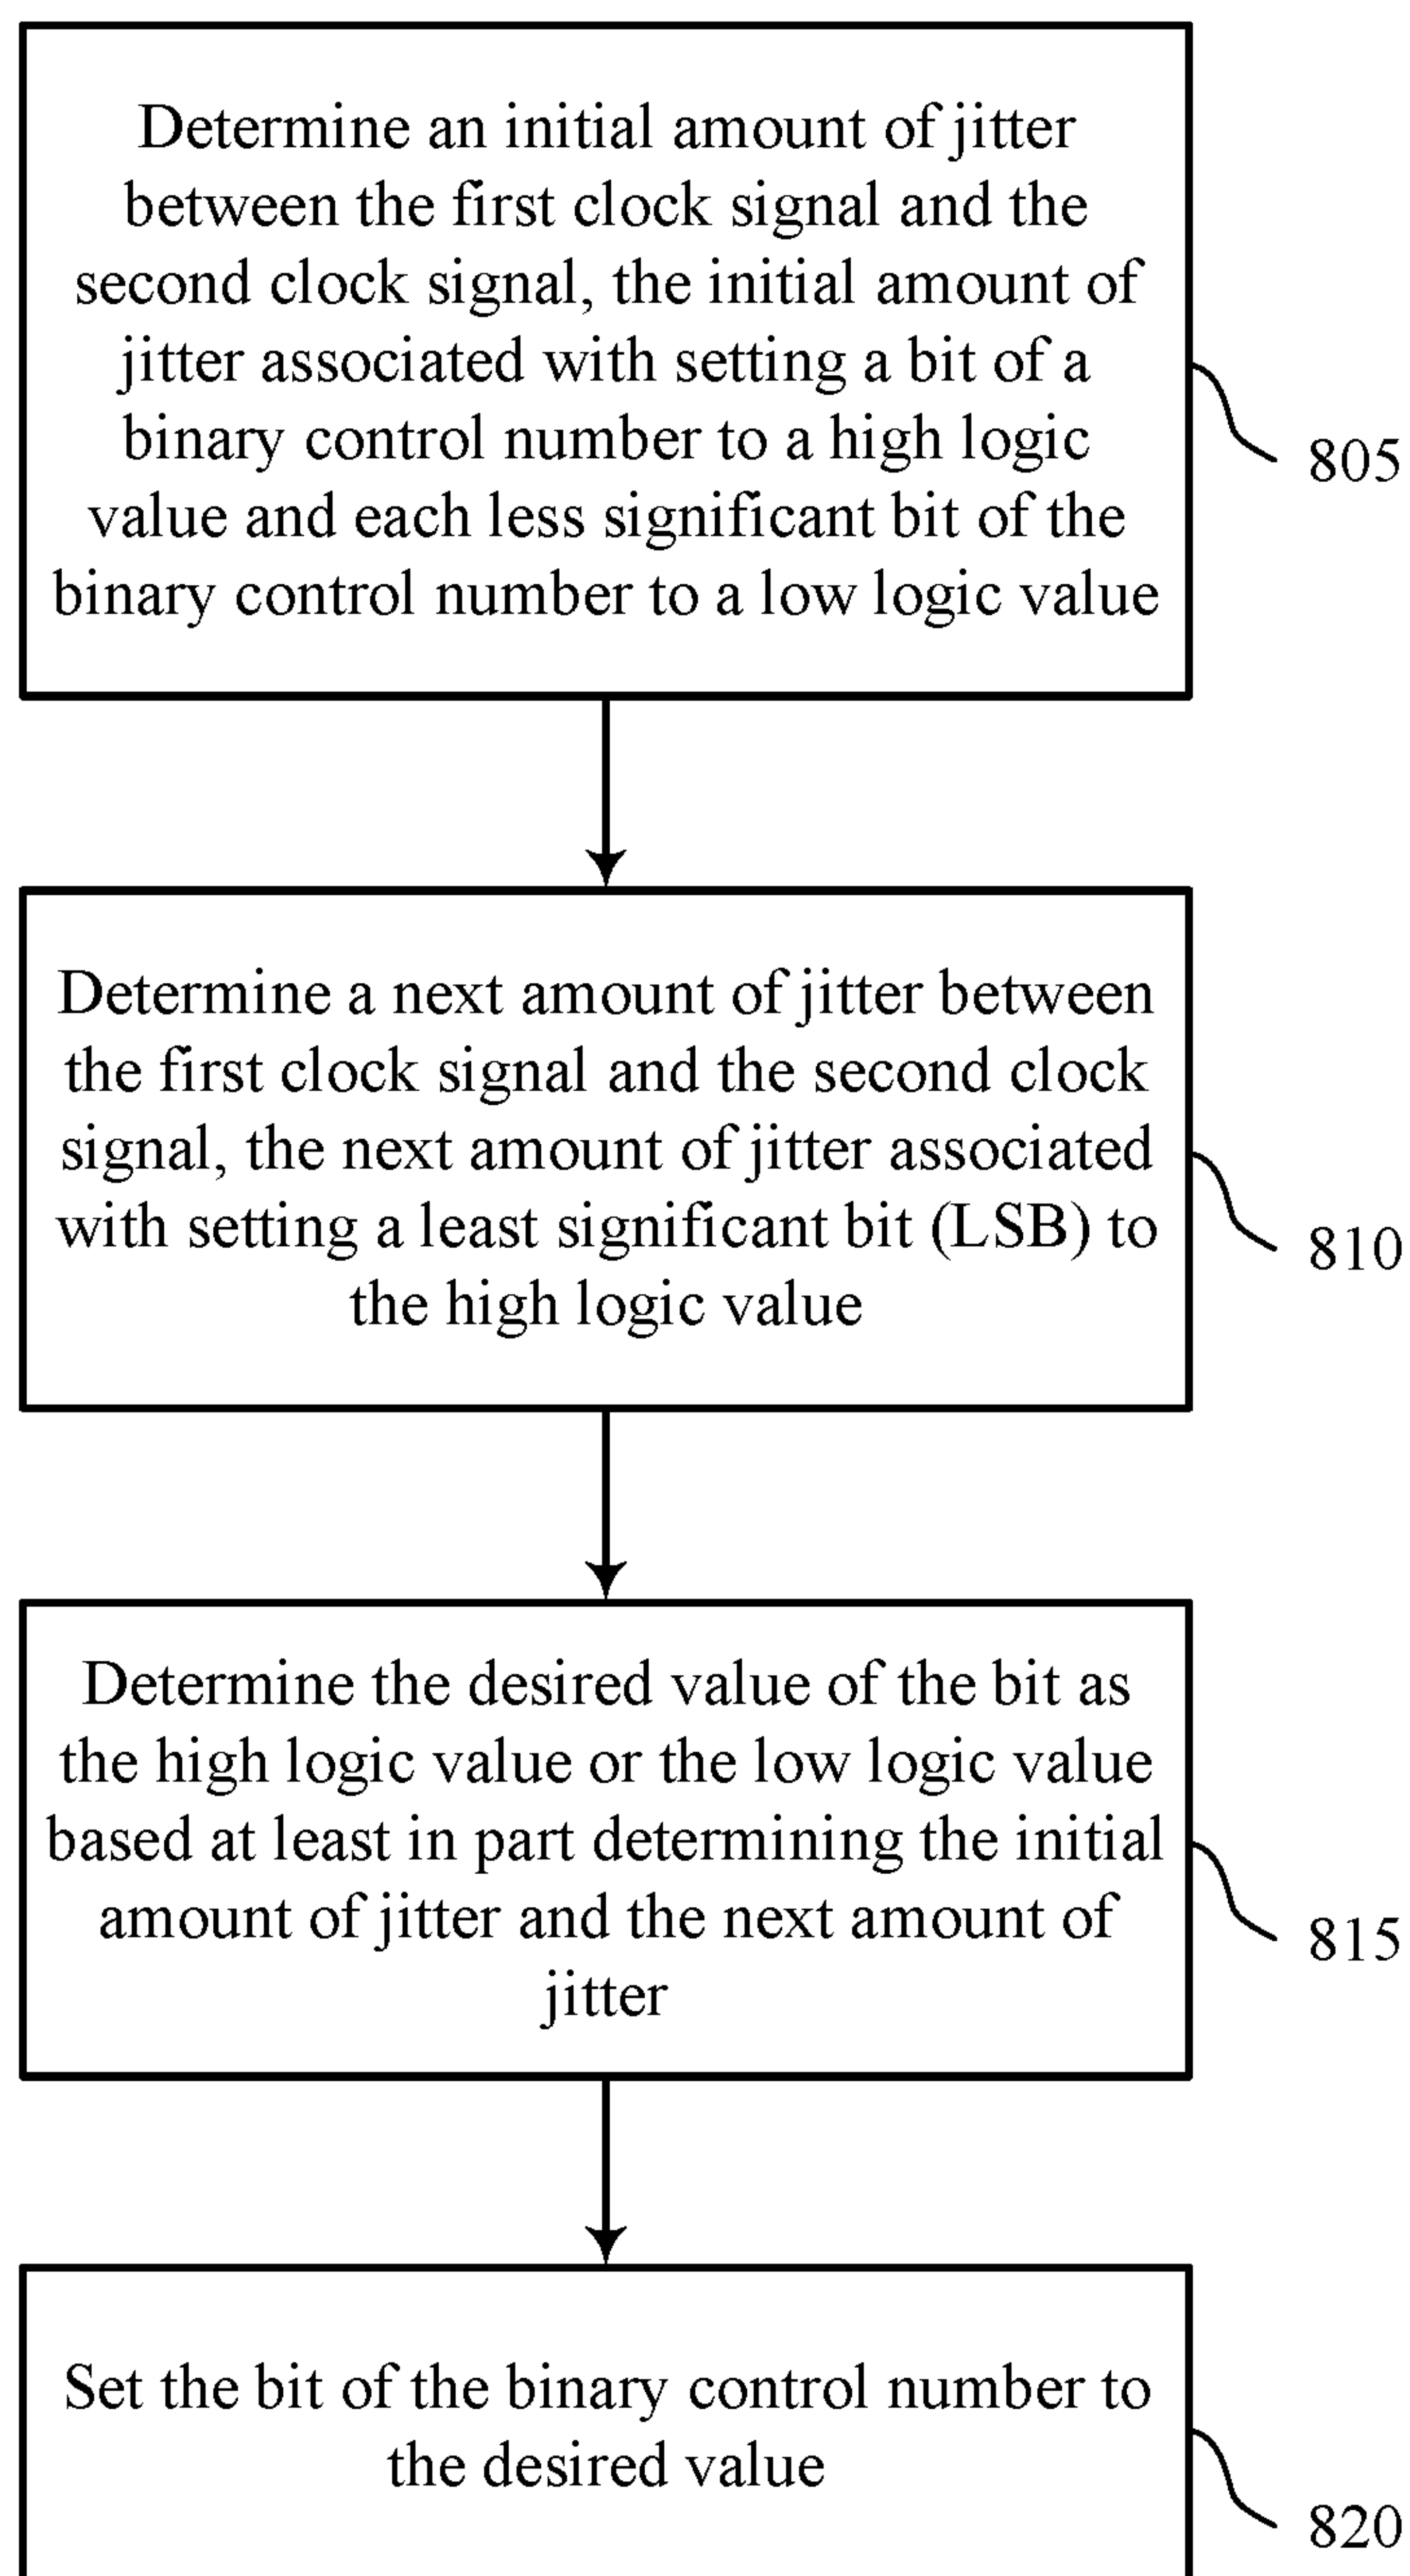 Determine an initial amount of jitter
between the first clock signal and the
second clock signal, the initial amount of
jitter associated with setting a bit of a
binary control number to a high logic
value and each less significant bit of the
binary control number to a low logic value
805
Determine a next amount of jitter between
the first clock signal and the second clock
signal, the next amount of jitter associated
with setting a least significant bit (LSB) to
the high logic value
810
Determine the desired value of the bit as
the high logic value or the low logic value
based at least in part determining the initial
amount of jitter and the next amount of
jitter
815
Set the bit of the binary control number to
the desired value
820